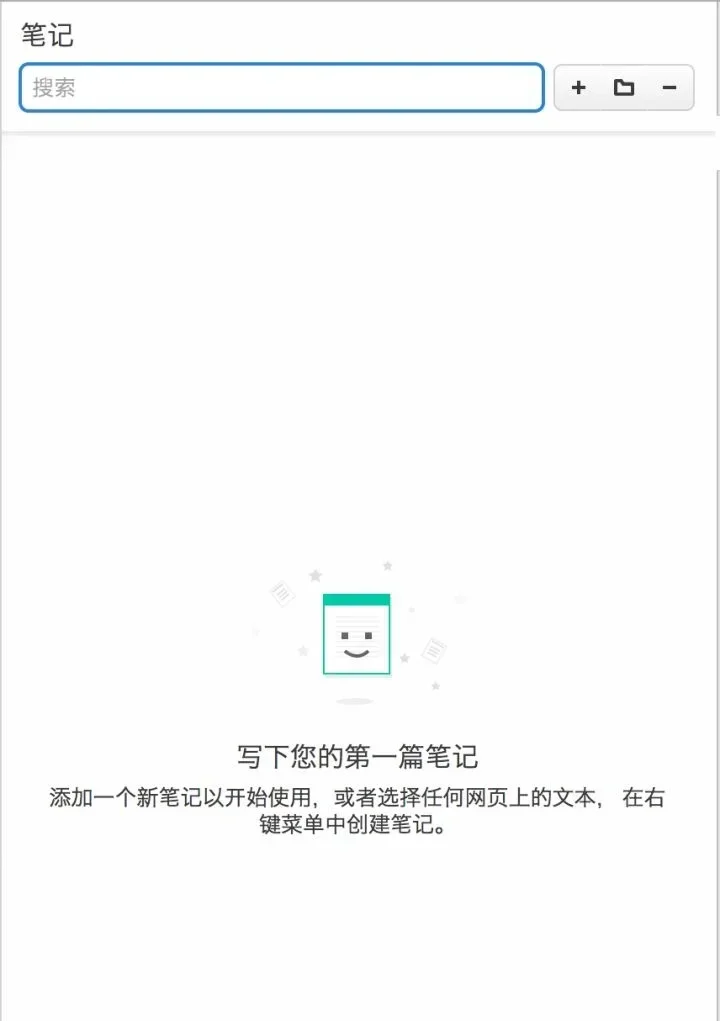 笔记
搜索
写下您的第一篇笔记
添加一个新笔记以开始使用，或者选择任何网页上的文本， 在右
键菜单中创建笔记。